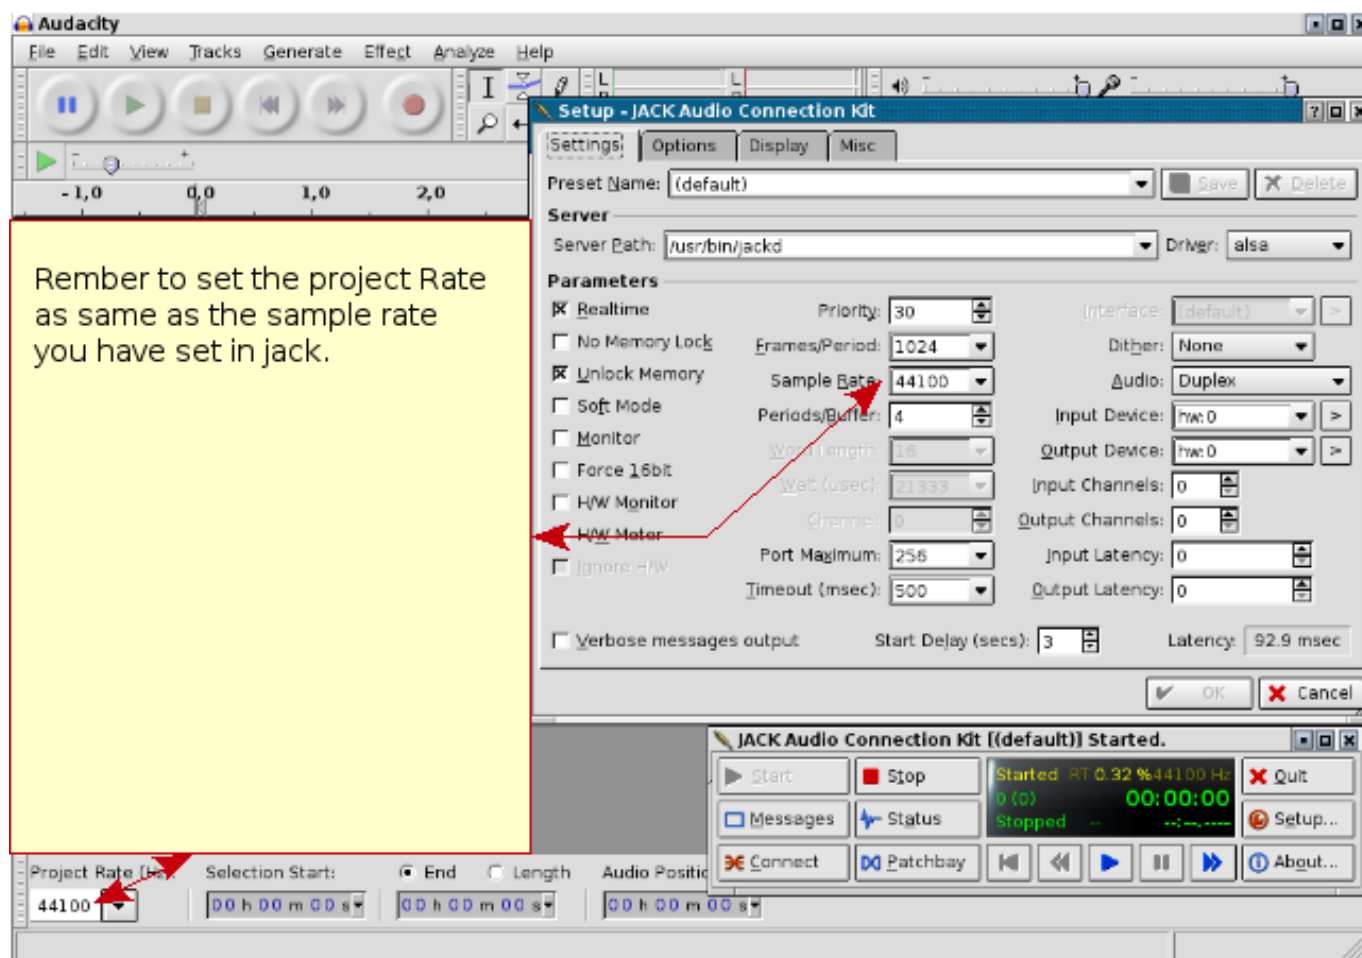 Audacity
File Edit View Tracks Generate Effect Analyze Help
L L
Setup - JACK Audio Connection Kit
Settings Options Display Misc
Preset Name: (default) Save Delete
-1,0 0,0 1,0 2,0
Server
Server Path: /usr/bin/jackd Driver: alsa
Parameters
Realtime Priority: 30 Interface: (default) >
No Memory Lock Frames/Period: 1024 Dither: None
Unlock Memory Sample Rate: 44100 Audio: Duplex
Soft Mode Periods/Buffer: 4 Input Device: hw:0 >
Monitor Word Length: 16 Output Device: hw:0 >
Force 16bit Wait (usec): 21333 Input Channels: 0
H/W Monitor Channel: 0 Output Channels: 0
H/W Meter Port Maximum: 256 Input Latency: 0
Ignore H/W Timeout (msec): 500 Output Latency: 0
Verbose messages output Start Delay (secs): 3 Latency: 92.9 msec
OK Cancel
Rember to set the project Rate
as same as the sample rate
you have set in jack.
JACK Audio Connection Kit [(default)] Started.
Start Stop Started RT 0.32 % 44100 Hz Quit
0 (0) 00:00:00
Messages Status Stopped -- --:--.---- Setup...
Connect Patchbay About...
Project Rate (Hz): Selection Start: End Length Audio Positio
44100 00 h 00 m 00 s 00 h 00 m 00 s 00 h 00 m 00 s